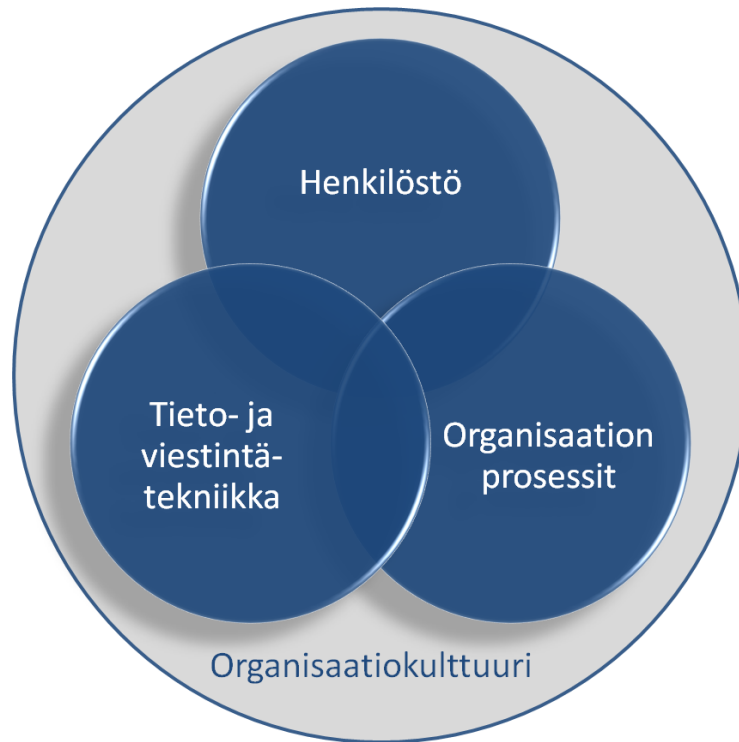 Henkilöstö
Tieto- ja
viestintä-
tekniikka
Organisaation
prosessit
Organisaatiokulttuuri